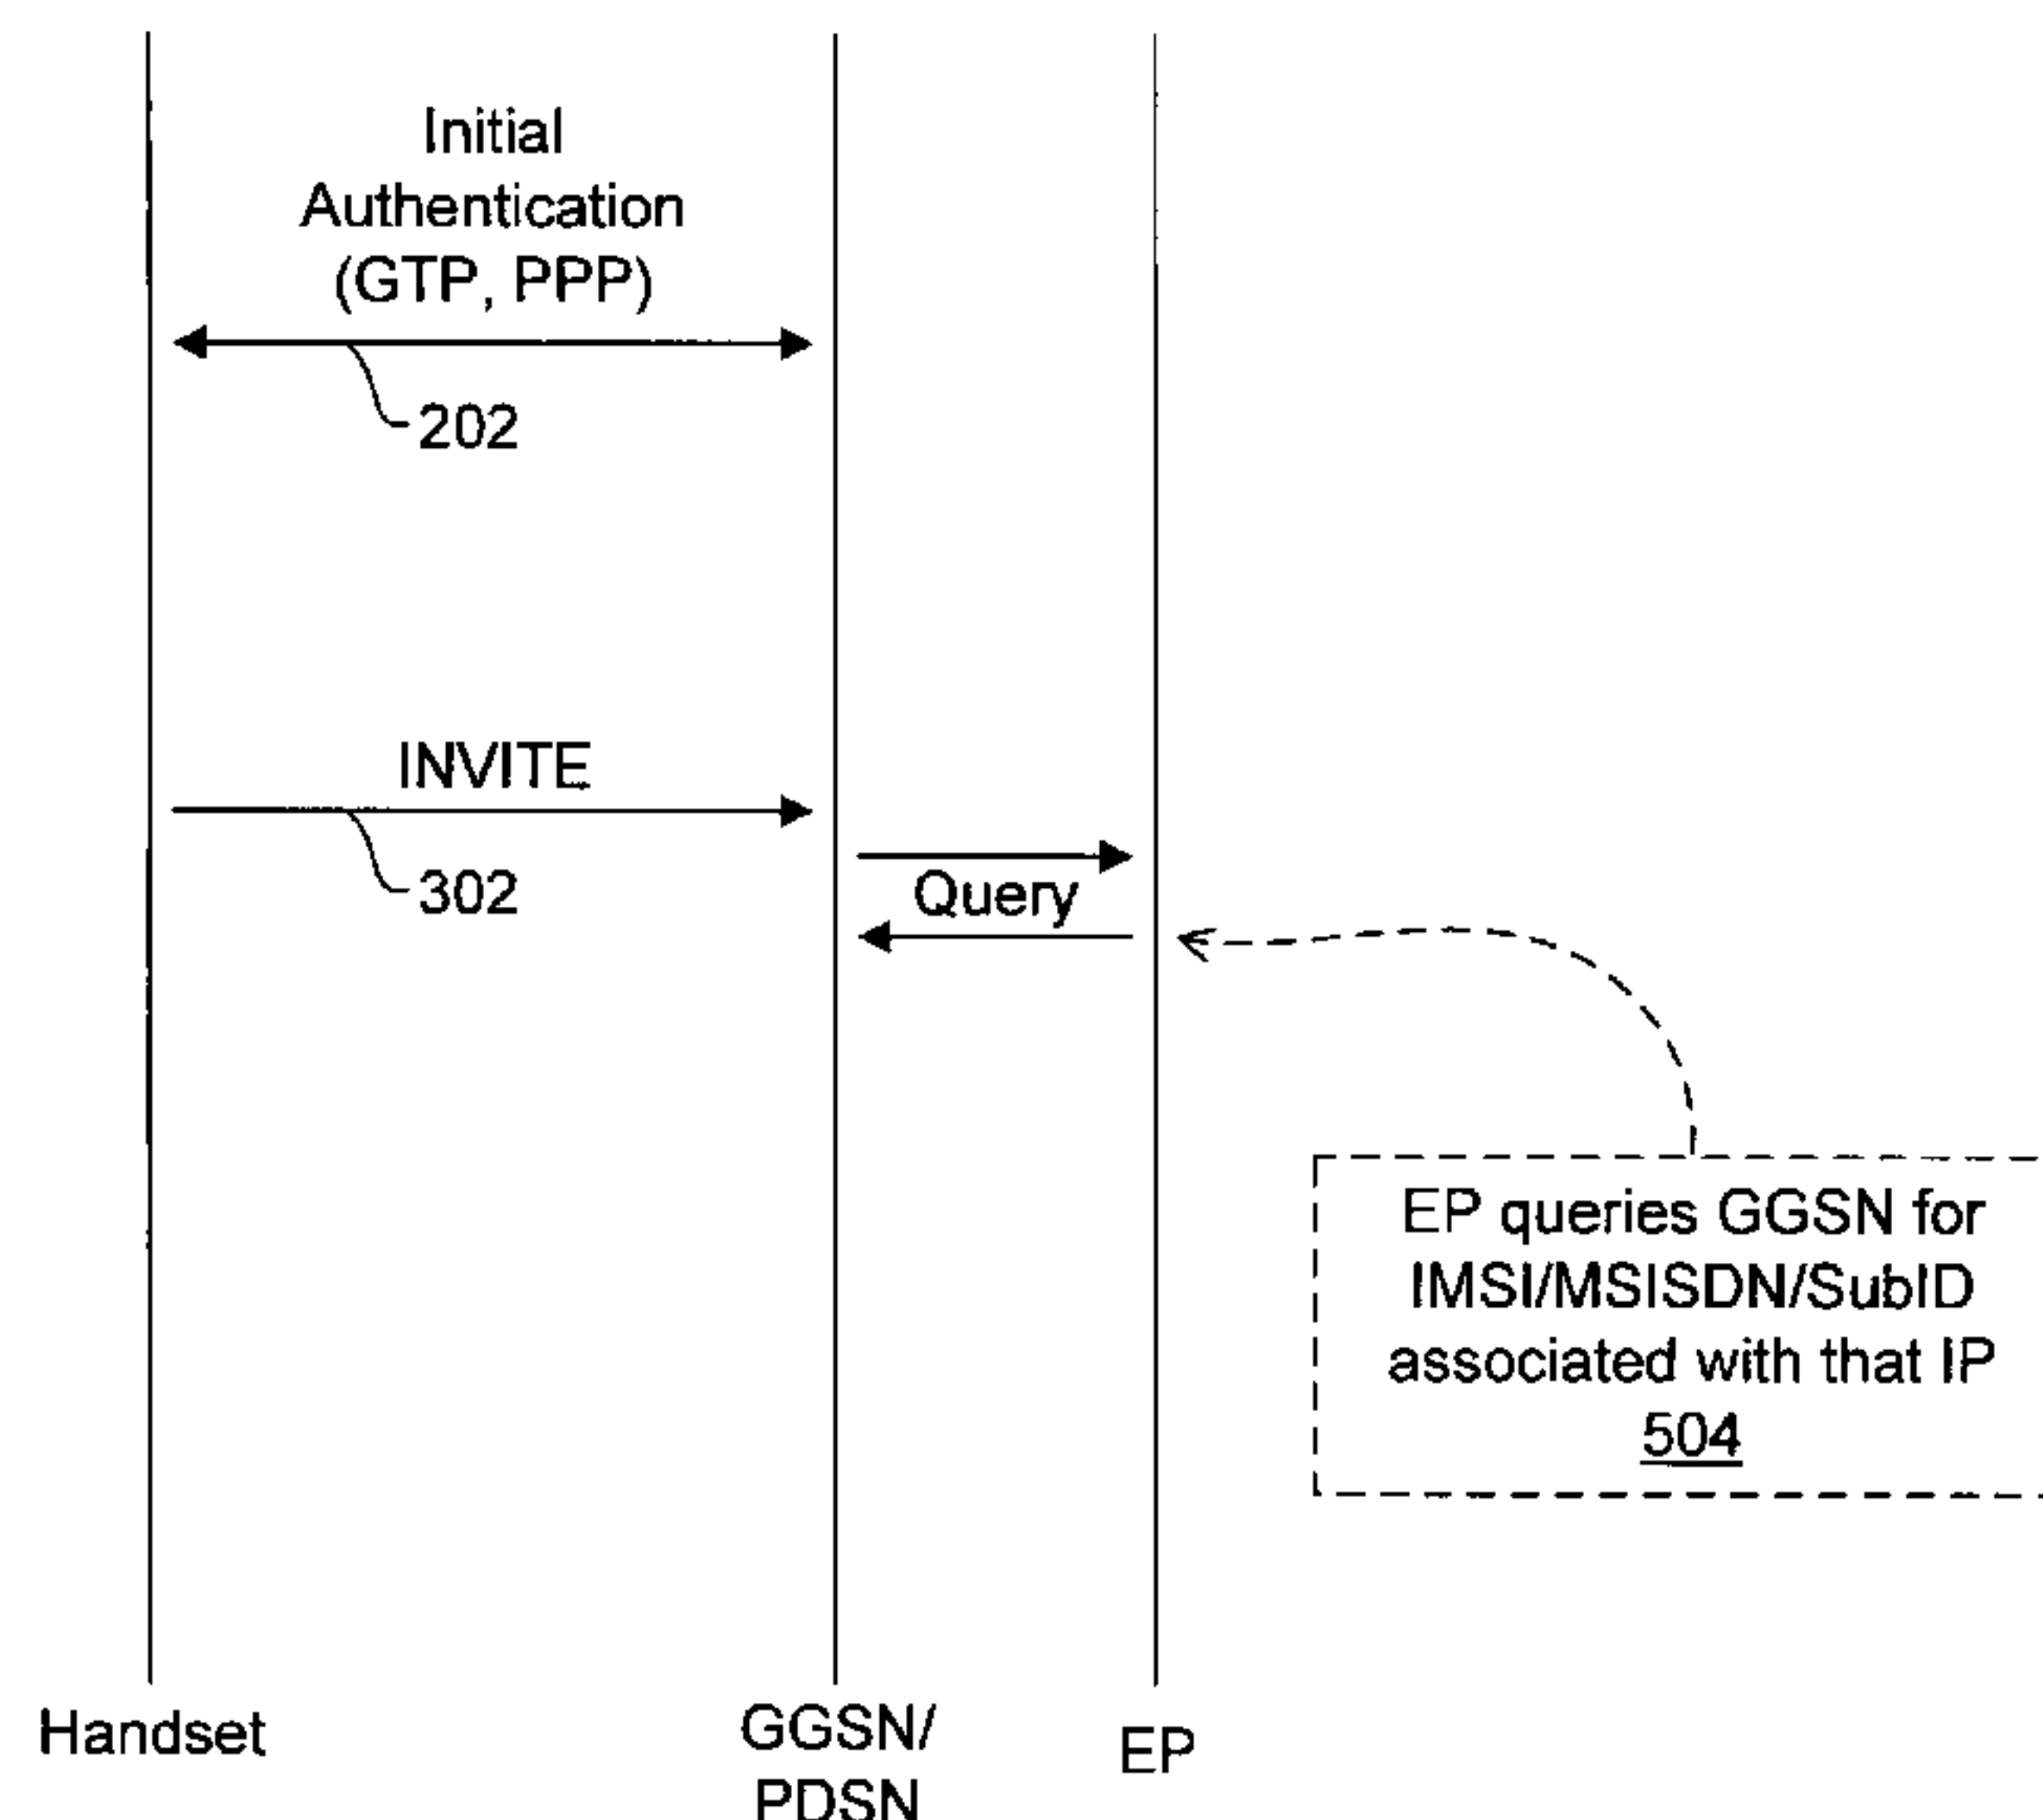 Initial
Authentication
(GTP, PPP)
202
INVITE
302
Query
EP queries GGSN for
IMSI/MSISDN/SubID
associated with that IP
504
Handset
GGSN/
PDSN
EP